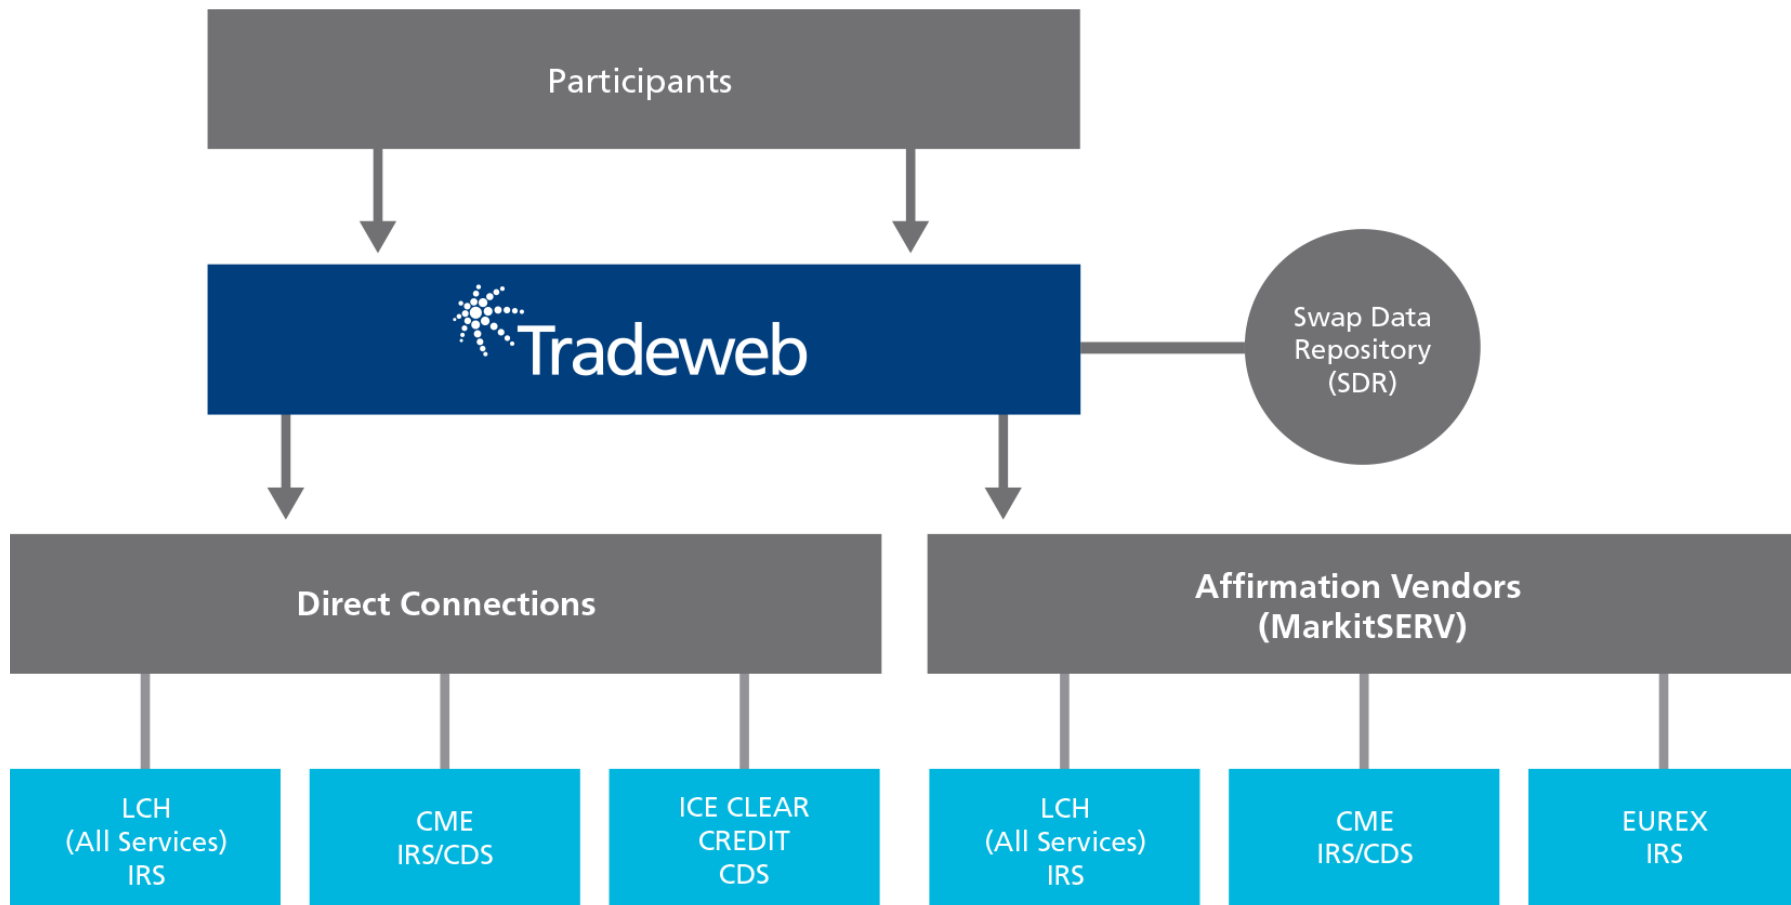 Participants
Tradeweb
Swap Data
Repository
(SDR)
Direct Connections
Affirmation Vendors
(MarkitSERV)
LCH
(All Services)
IRS
CME
IRS/CDS
ICE CLEAR
CREDIT
CDS
LCH
(All Services)
IRS
CME
IRS/CDS
EUREX
IRS